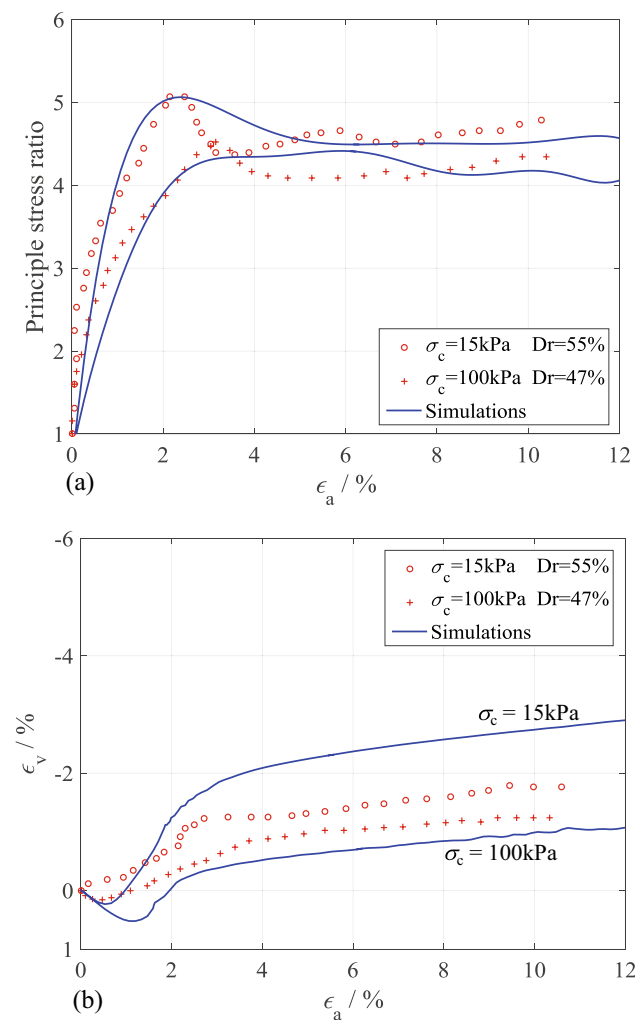 6
5
4
3
2
1
Principle stress ratio
σc=15kPa Dr=55%
σc=100kPa Dr=47%
Simulations
0 2 4 6 8 10 12
(a)
ϵa / %
-6
-4
-2
0
1
ϵv / %
σc=15kPa Dr=55%
σc=100kPa Dr=47%
Simulations
σc = 15kPa
σc = 100kPa
0 2 4 6 8 10 12
(b)
ϵa / %